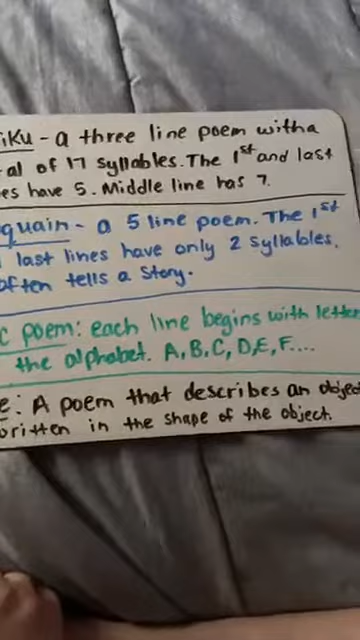 iku - a three line poem with a
al of 17 syllables. The 1st and last
es have 5. Middle line has 7.
quain - a 5 line poem. The 1st
last lines have only 2 syllables.
often tells a story.
C poem: each line begins with letter
the alphabet. A, B, C, D, E, F....
e: A poem that describes an object
written in the shape of the object.